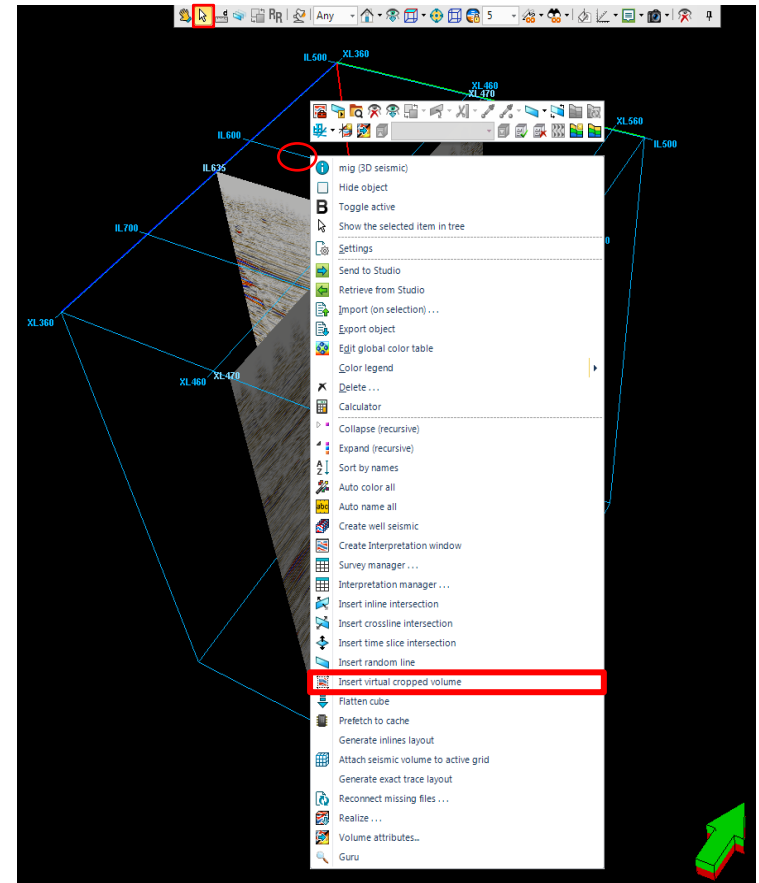 Any
5
IL500
XL360
XL460
XL470
XL560
IL500
IL600
IL635
IL700
0
XL360
XL460
XL470
mig (3D seismic)
Hide object
B Toggle active
Show the selected item in tree
Settings
Send to Studio
Retrieve from Studio
Import (on selection) . . .
Export object
Edit global color table
Color legend
Delete . . .
Calculator
Collapse (recursive)
Expand (recursive)
AZ Sort by names
Auto color all
abc Auto name all
Create well seismic
Create Interpretation window
Survey manager . . .
Interpretation manager . . .
Insert inline intersection
Insert crossline intersection
Insert time slice intersection
Insert random line
Insert virtual cropped volume
Flatten cube
Prefetch to cache
Generate inlines layout
Attach seismic volume to active grid
Generate exact trace layout
Reconnect missing files . . .
Realize . . .
Volume attributes...
Guru